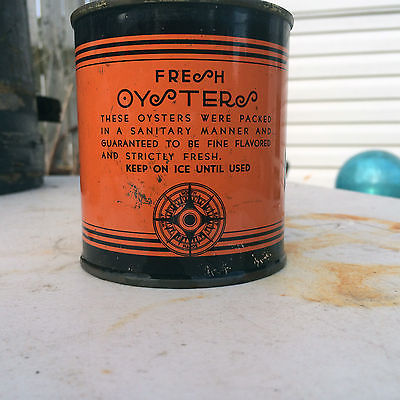 FRESH
OYSTERS
THESE OYSTERS WERE PACKED
IN A SANITARY MANNER AND
GUARANTEED TO BE FINE FLAVORED
AND STRICTLY FRESH.
KEEP ON ICE UNTIL USED